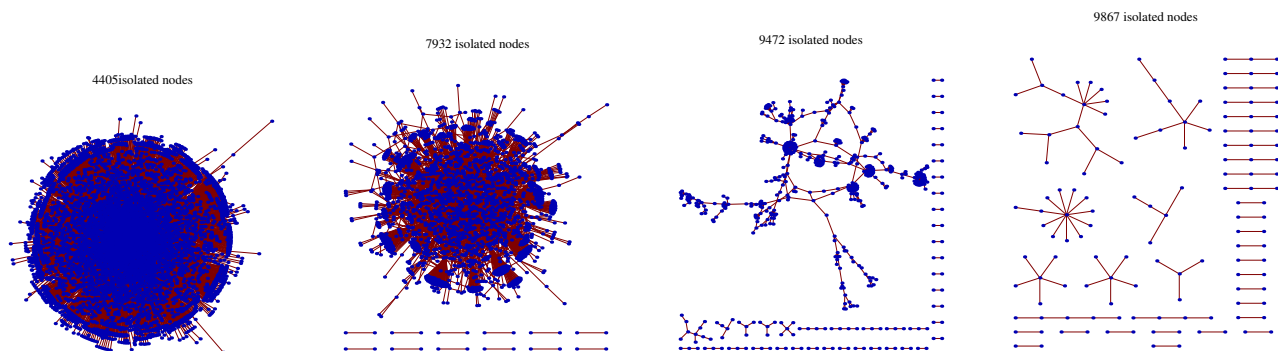 4405isolated nodes
7932 isolated nodes
9472 isolated nodes
9867 isolated nodes